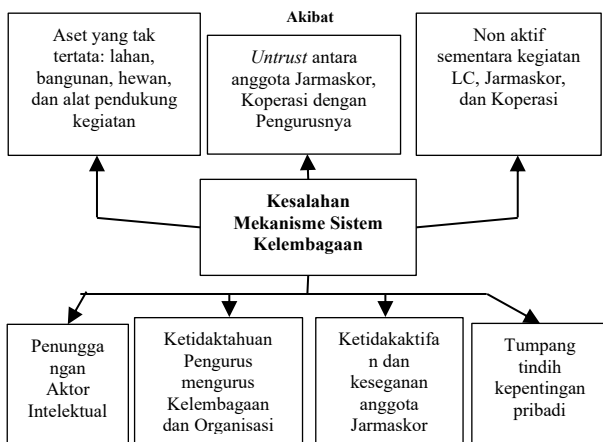 Akibat
Aset yang tak
tertata: lahan,
bangunan, hewan,
dan alat pendukung
kegiatan
Untrust antara
anggota Jarmaskor,
Koperasi dengan
Pengurusnya
Non aktif
sementara kegiatan
LC, Jarmaskor,
dan Koperasi
Kesalahan
Mekanisme Sistem
Kelembagaan
Penungga
ngan
Aktor
Intelektual
Ketidaktahuan
Pengurus
mengurus
Kelembagaan
dan Organisasi
Ketidakaktifa
n dan
keseganan
anggota
Jarmaskor
Tumpang
tindih
kepentingan
pribadi